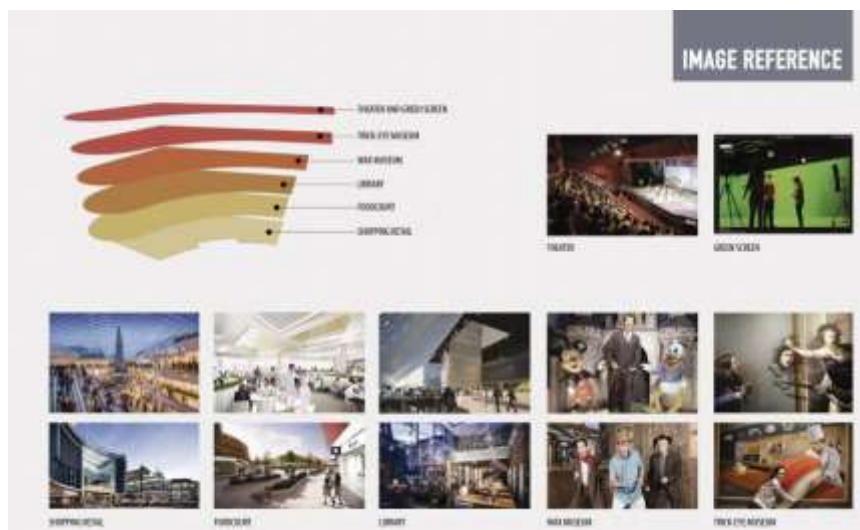 IMAGE REFERENCE
THEATER AND GREEN SCREEN
TRICK EYE MUSEUM
WAX MUSEUM
LIBRARY
FOODCOURT
SHOPPING RETAIL
THEATER
GREEN SCREEN
SHOPPING RETAIL
FOODCOURT
LIBRARY
WAX MUSEUM
TRICK EYE MUSEUM